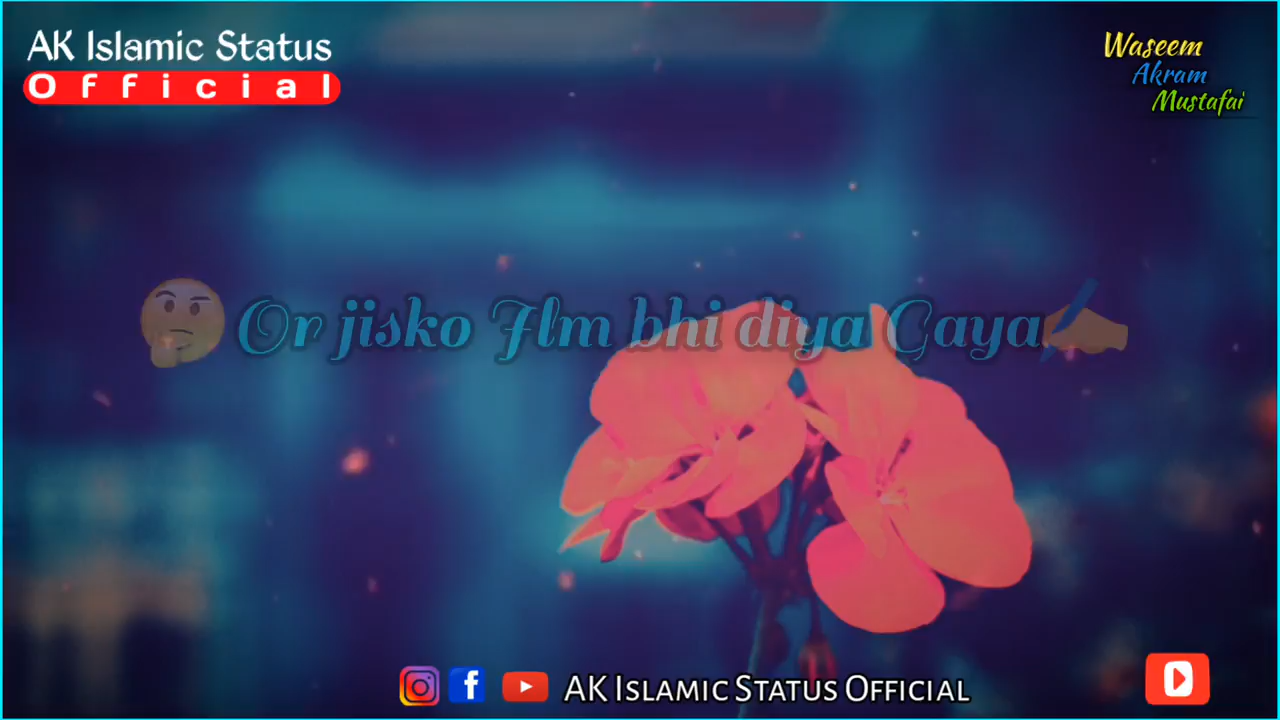 AK Islamic Status
Official
Waseem
Akram
Mustafai
Or jisko Ilm bhi diya Gaya
AK Islamic Status Official